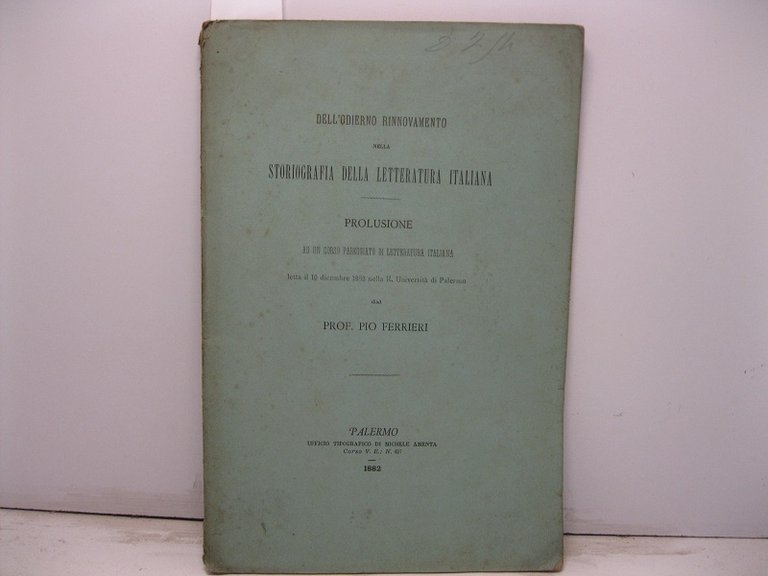 DELL'ODIERNO RINNOVAMENTO
NELLA
STORIOGRAFIA DELLA LETTERATURA ITALIANA
PROLUSIONE
AD UN CORSO PAREGGIATO DI LETTERATURA ITALIANA
letta il 10 dicembre 1882 nella R. Università di Palermo
dal
PROF. PIO FERRIERI
PALERMO
UFFICIO TIPOGRAFICO DI MICHELE AMENTA
Corso V. E.; N.
1882